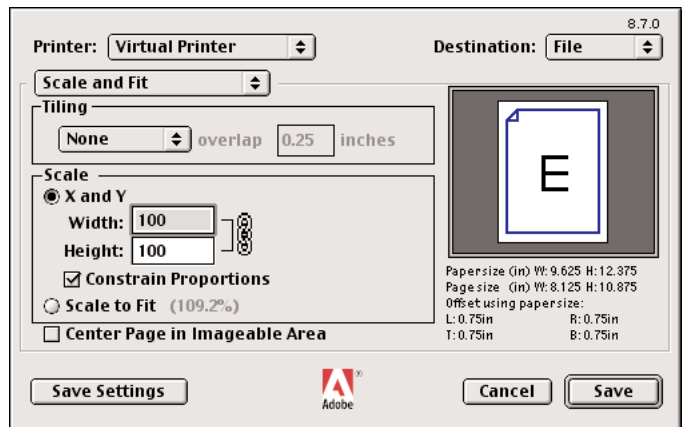 8.7.0
Printer: Virtual Printer Destination: File
Scale and Fit
Tiling
None overlap 0.25 inches
Scale
X and Y
Width: 100
Height: 100
Constrain Proportions
Scale to Fit (109.2%)
Center Page in Imageable Area
E
Papersize (in) W: 9.625 H: 12.375
Pagesize (in) W: 8.125 H: 10.875
Offset using papersize:
L: 0.75in R: 0.75in
T: 0.75in B: 0.75in
Save Settings Adobe ® Cancel Save